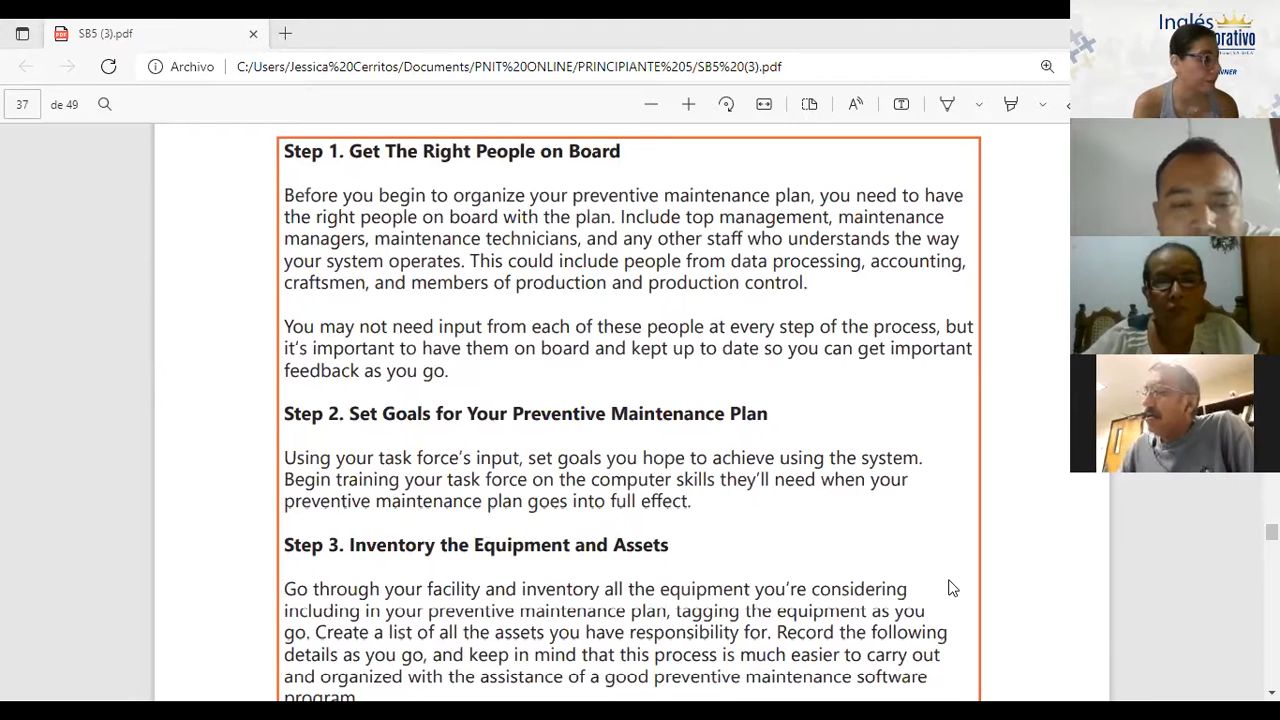 SB5 (3).pdf
Archivo
C:/Users/Jessica%20Cerritos/Documents/PNIT%20ONLINE/PRINCIPIANTE%205/SB5%20(3).pdf
37 de 49
Step 1. Get The Right People on Board
Before you begin to organize your preventive maintenance plan, you need to have
the right people on board with the plan. Include top management, maintenance
managers, maintenance technicians, and any other staff who understands the way
your system operates. This could include people from data processing, accounting,
craftsmen, and members of production and production control.
You may not need input from each of these people at every step of the process, but
it's important to have them on board and kept up to date so you can get important
feedback as you go.
Step 2. Set Goals for Your Preventive Maintenance Plan
Using your task force's input, set goals you hope to achieve using the system.
Begin training your task force on the computer skills they'll need when your
preventive maintenance plan goes into full effect.
Step 3. Inventory the Equipment and Assets
Go through your facility and inventory all the equipment you're considering
including in your preventive maintenance plan, tagging the equipment as you
go. Create a list of all the assets you have responsibility for. Record the following
details as you go, and keep in mind that this process is much easier to carry out
and organized with the assistance of a good preventive maintenance software
program.
Inglés